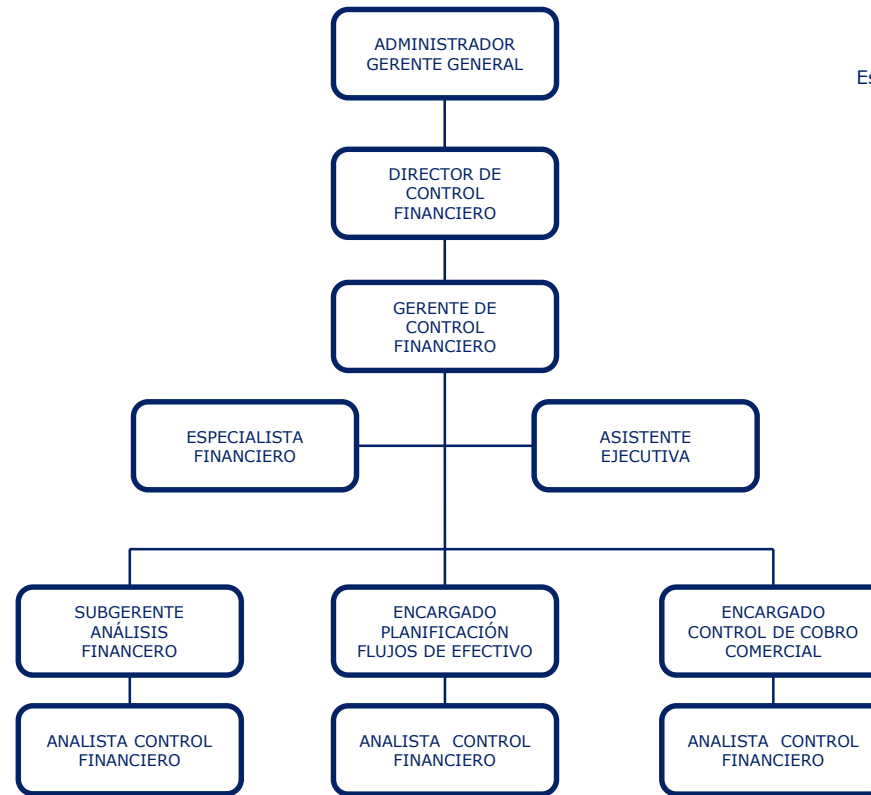 ADMINISTRADOR
GERENTE GENERAL
Es
DIRECTOR DE
CONTROL
FINANCIERO
GERENTE DE
CONTROL
FINANCIERO
ESPECIALISTA
FINANCIERO
ASISTENTE
EJECUTIVA
SUBGERENTE
ANÁLISIS
FINANCERO
ENCARGADO
PLANIFICACIÓN
FLUJOS DE EFECTIVO
ENCARGADO
CONTROL DE COBRO
COMERCIAL
ANALISTA CONTROL
FINANCIERO
ANALISTA CONTROL
FINANCIERO
ANALISTA CONTROL
FINANCIERO